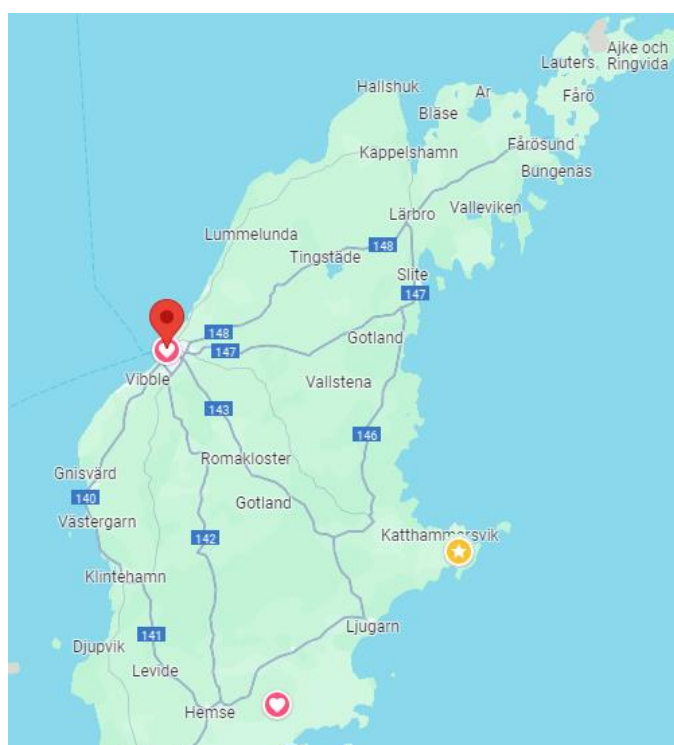 Ajke och
Ringvida
Lauters
Fårö
Hallshuk
Ar
Bläse
Fårösund
Kappelshamn
Bungenäs
Lärbro
Valleviken
Lummelunda
148
Tingstäde
Slite
147
148
Gotland
147
Vibble
Vallstena
143
146
Romakloster
Gnisvärd
140
Gotland
Västergarn
142
Katthammarsvik
Klintehamn
Ljugarn
141
Djupvik
Levide
Hemse